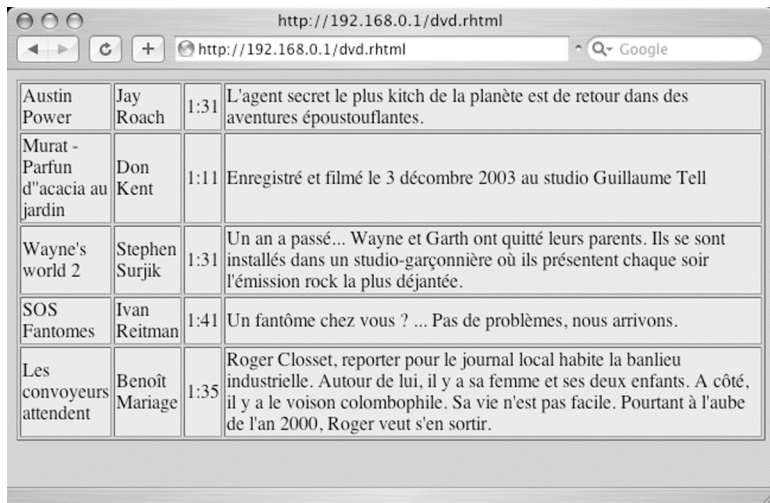 http://192.168.0.1/dvd.rhtml
http://192.168.0.1/dvd.rhtml
Google
Austin
Power
Jay
Roach
1:31
L'agent secret le plus kitch de la planète est de retour dans des
aventures époustouflantes.
Murat -
Parfun
d''acacia au
jardin
Don
Kent
1:11
Enregistré et filmé le 3 décombre 2003 au studio Guillaume Tell
Wayne's
world 2
Stephen
Surjik
1:31
Un an a passé... Wayne et Garth ont quitté leurs parents. Ils se sont
installés dans un studio-garçonnière où ils présentent chaque soir
l'émission rock la plus déjantée.
SOS
Fantomes
Ivan
Reitman
1:41
Un fantôme chez vous ? ... Pas de problèmes, nous arrivons.
Les
convoyeurs
attendent
Benoît
Mariage
1:35
Roger Closset, reporter pour le journal local habite la banlieu
industrielle. Autour de lui, il y a sa femme et ses deux enfants. A côté,
il y a le voison colombophile. Sa vie n'est pas facile. Pourtant à l'aube
de l'an 2000, Roger veut s'en sortir.